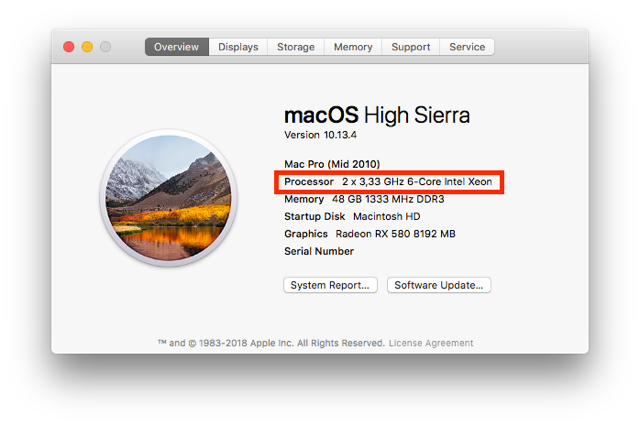 Overview Displays Storage Memory Support Service
macOS High Sierra
Version 10.13.4
Mac Pro (Mid 2010)
Processor 2 x 3,33 GHz 6-Core Intel Xeon
Memory 48 GB 1333 MHz DDR3
Startup Disk Macintosh HD
Graphics Radeon RX 580 8192 MB
Serial Number
System Report... Software Update...
™ and © 1983-2018 Apple Inc. All Rights Reserved. License Agreement